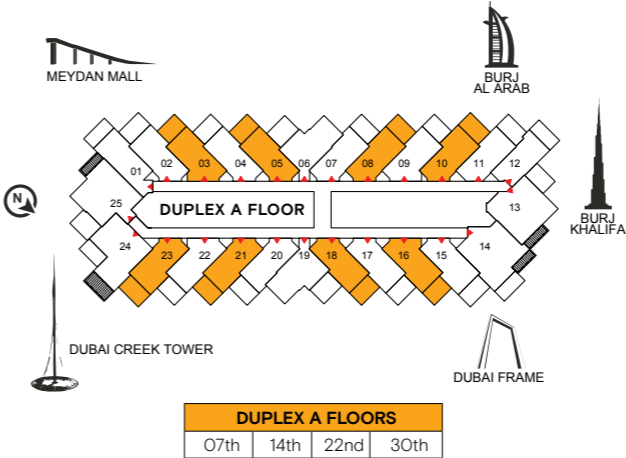 MEYDAN MALL
BURJ
AL ARAB
BURJ
KHALIFA
N
01
02
03
04
05
06
07
08
09
10
11
12
13
25
DUPLEX A FLOOR
24
23
22
21
20
19
18
17
16
15
14
DUBAI CREEK TOWER
DUBAI FRAME
DUPLEX A FLOORS
07th 14th 22nd 30th